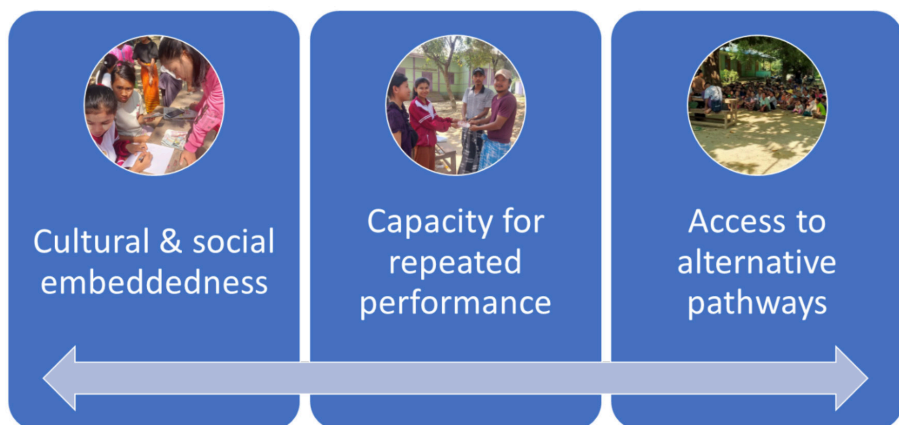 Cultural & social
embeddedness
Capacity for
repeated
performance
Access to
alternative
pathways